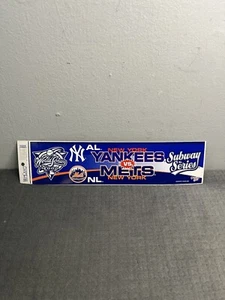 AL
NEW YORK
YANKEES
VS.
METS
NL
NEW YORK
Subway
Series